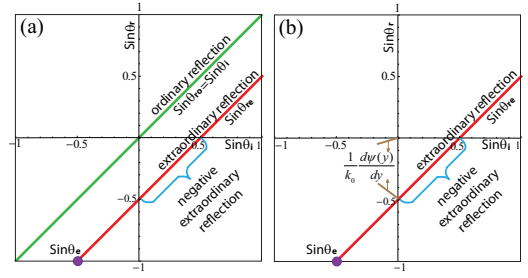 (a)
Sinθr
1
0.5
ordinary reflection
Sinθro=Sinθi
extraordinary reflection
Sinθre
-1
0
0.5
Sinθi
1
-0.5
negative
extraordinary
reflection
Sinθe
-1
(b)
Sinθr
1
0.5
extraordinary reflection
Sinθre
-1
0
0.5
Sinθi
1
1/k0 dψ(y)/dy
-0.5
negative
extraordinary
reflection
Sinθe
-1